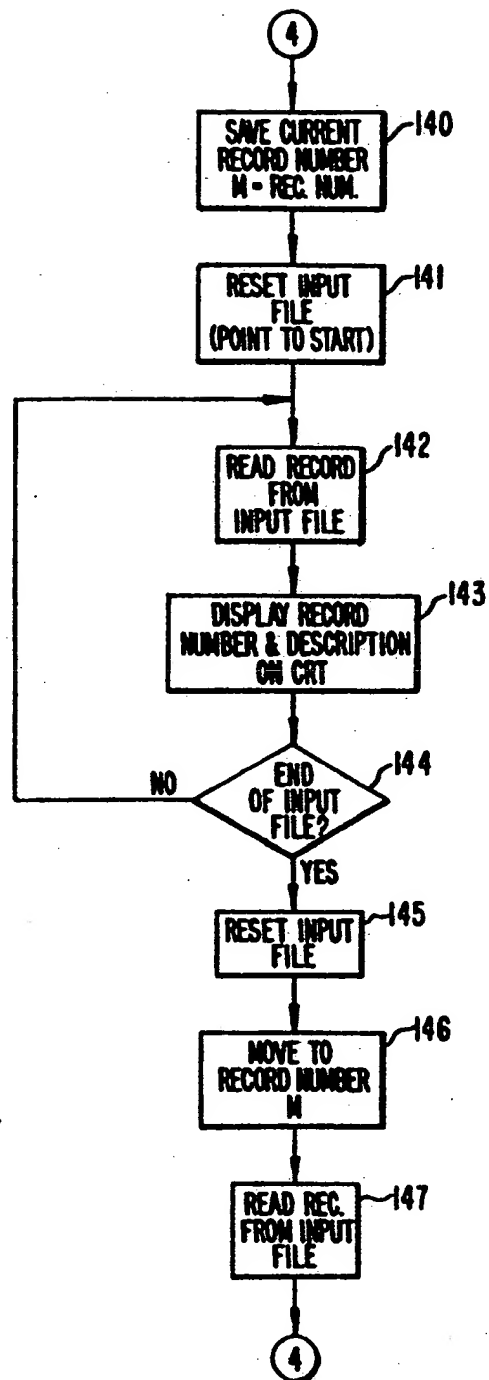 4
SAVE CURRENT
RECORD NUMBER
M = REC. NUM.
140
RESET INPUT
FILE
(POINT TO START)
141
READ RECORD
FROM
INPUT FILE
142
DISPLAY RECORD
NUMBER & DESCRIPTION
ON CRT
143
END
OF INPUT
FILE?
144
NO
YES
RESET INPUT
FILE
145
MOVE TO
RECORD NUMBER
M
146
READ REC.
FROM INPUT
FILE
147
4